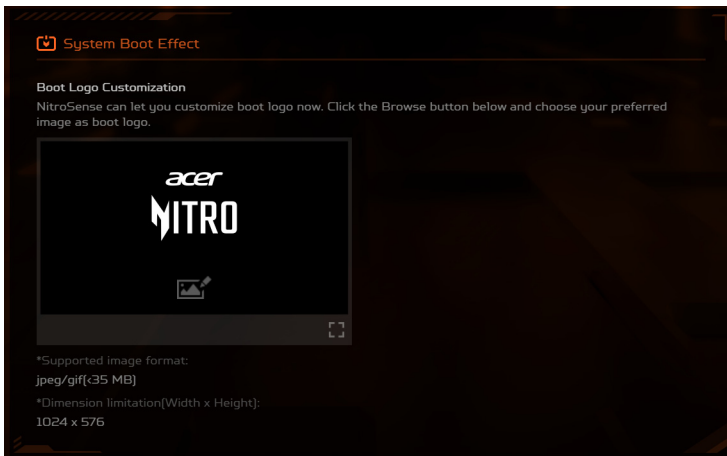 System Boot Effect
Boot Logo Customization
NitroSense can let you customize boot logo now. Click the Browse button below and choose your preferred
image as boot logo.
acer
NITRO
*Supported image format:
jpeg/gif(<35 MB)
*Dimension limitation(Width x Height):
1024 x 576